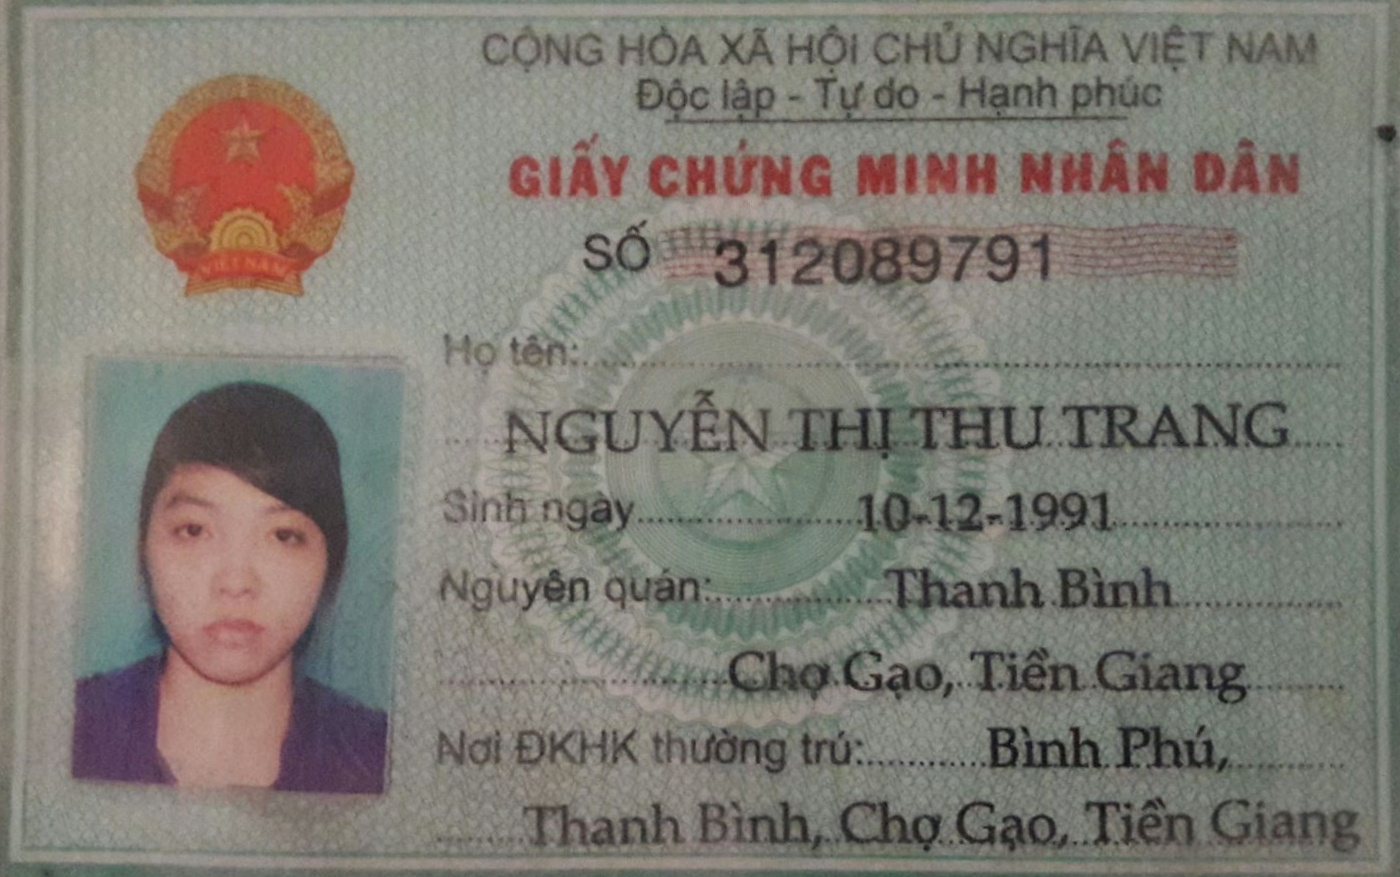 CỘNG HÒA XÃ HỘI CHỦ NGHĨA VIỆT NAM
Độc lập - Tự do - Hạnh phúc
GIẤY CHỨNG MINH NHÂN DÂN
SỐ 312089791
Họ tên:
NGUYỄN THỊ THU TRANG
Sinh ngày 10-12-1991
Nguyên quán: Thanh Bình
Chợ Gạo, Tiền Giang
Nơi ĐKHK thường trú: Bình Phú,
Thanh Bình, Chợ Gạo, Tiền Giang
VIỆT NAM